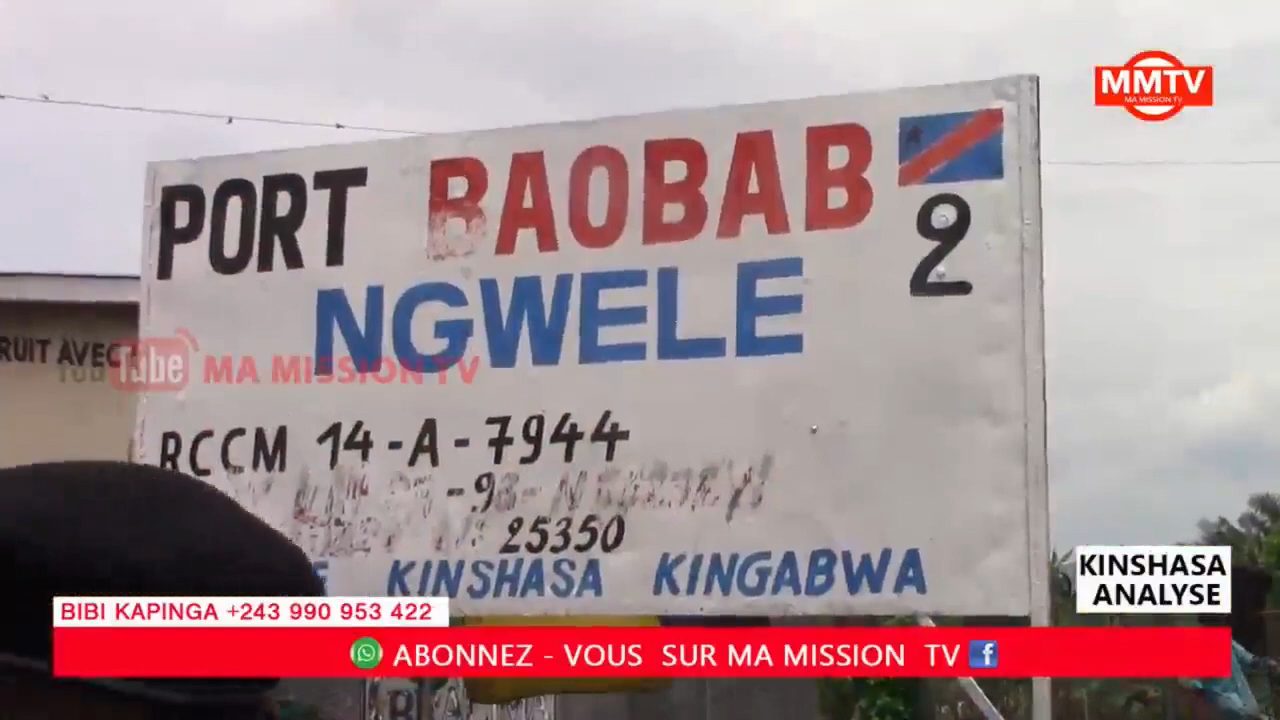 MMTV
MA MISSION TV
PORT BAOBAB
2
NGWELE
RUIT AVEC
YouTube MA MISSION TV
RCCM 14-A-7944
25350
KINSHASA KINGABWA
KINSHASA
ANALYSE
BIBI KAPINGA +243 990 953 422
ABONNEZ - VOUS SUR MA MISSION TV